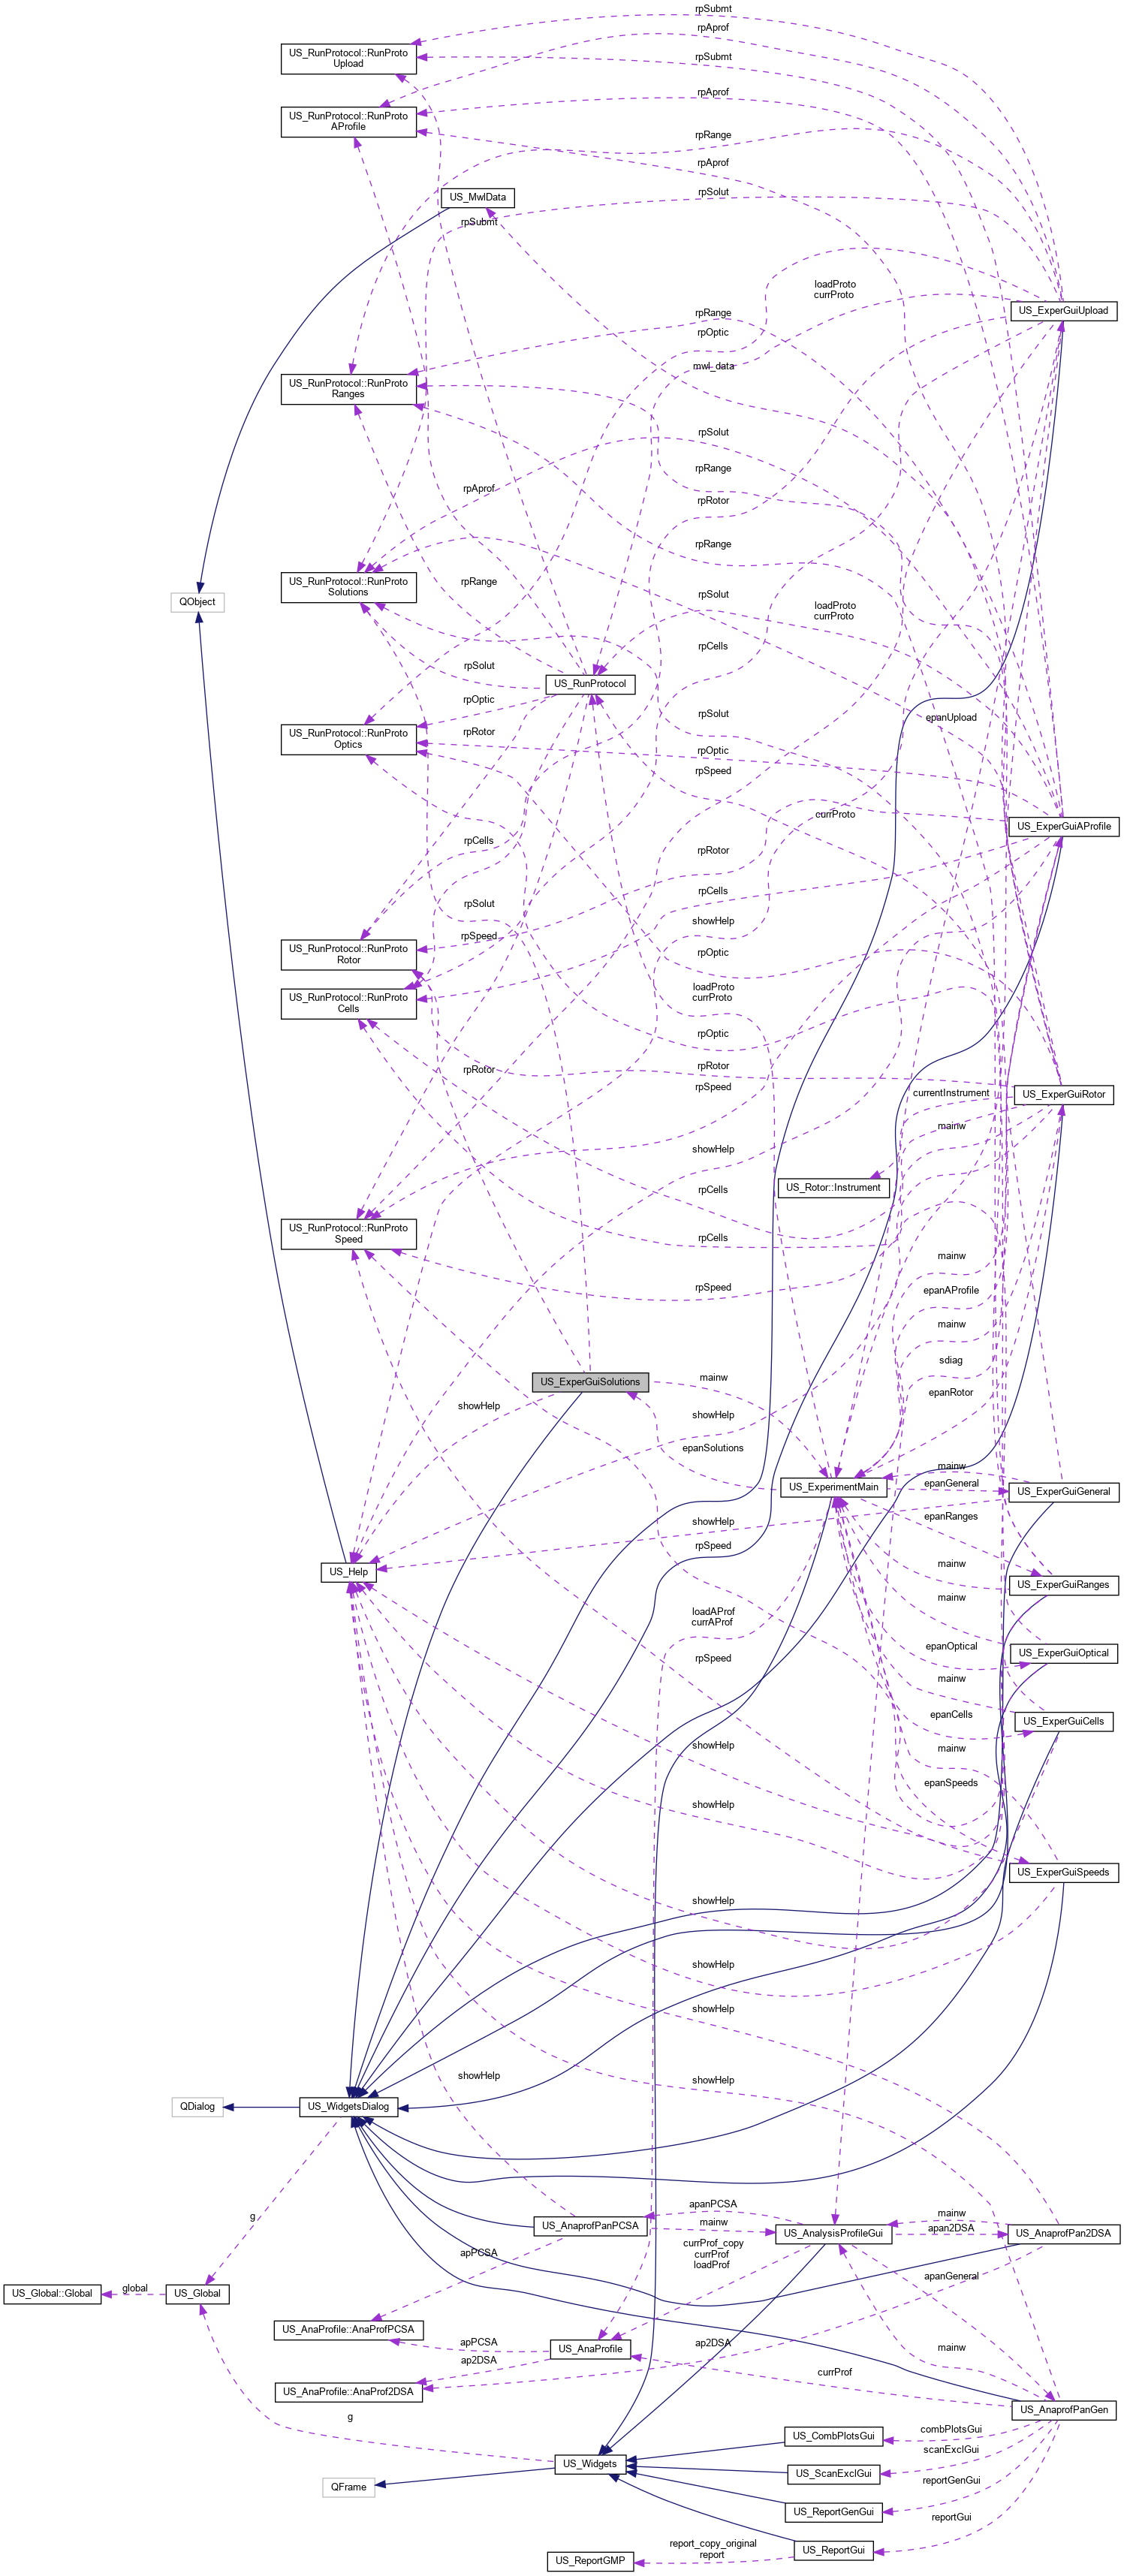 rpSubmt
rpAprof
US_RunProtocol::RunProto
Upload
rpSubmt
rpAprof
US_RunProtocol::RunProto
AProfile
rpRange
rpAprof
US_MwlData
rpSolut
rpSubmt
loadProto
currProto
US_ExperGuiUpload
rpRange
rpOptic
mwl_data
US_RunProtocol::RunProto
Ranges
rpSolut
rpRange
rpAprof
rpRotor
rpRange
rpRange
US_RunProtocol::RunProto
Solutions
rpSolut
QObject
loadProto
currProto
rpCells
rpSolut
US_RunProtocol
rpOptic
rpSolut
epanUpload
rpRotor
US_RunProtocol::RunProto
Optics
rpOptic
rpSpeed
currProto
US_ExperGuiAProfile
rpCells
rpRotor
rpCells
rpSolut
showHelp
rpSpeed
US_RunProtocol::RunProto
Rotor
rpOptic
US_RunProtocol::RunProto
Cells
loadProto
currProto
rpOptic
rpRotor
rpRotor
rpSpeed
currentInstrument
US_ExperGuiRotor
mainw
showHelp
US_Rotor::Instrument
rpCells
US_RunProtocol::RunProto
Speed
rpCells
mainw
rpSpeed
epanAProfile
mainw
sdiag
US_ExperGuiSolutions
mainw
epanRotor
showHelp
showHelp
epanSolutions
mainw
US_ExperimentMain
epanGeneral
US_ExperGuiGeneral
showHelp
epanRanges
rpSpeed
US_Help
mainw
US_ExperGuiRanges
mainw
loadAProf
currAProf
epanOptical
US_ExperGuiOptical
rpSpeed
mainw
epanCells
US_ExperGuiCells
showHelp
mainw
epanSpeeds
showHelp
US_ExperGuiSpeeds
showHelp
showHelp
showHelp
showHelp
showHelp
QDialog
US_WidgetsDialog
apanPCSA
mainw
g
US_AnaprofPanPCSA
mainw
US_AnalysisProfileGui
apan2DSA
US_AnaprofPan2DSA
currProf_copy
currProf
loadProf
apPCSA
apanGeneral
US_Global::Global
global
US_Global
US_AnaProfile::AnaProfPCSA
apPCSA
US_AnaProfile
ap2DSA
mainw
ap2DSA
US_AnaProfile::AnaProf2DSA
currProf
US_AnaprofPanGen
g
US_CombPlotsGui
combPlotsGui
scanExclGui
US_Widgets
US_ScanExclGui
QFrame
reportGenGui
US_ReportGenGui
reportGui
report_copy_original
report
US_ReportGui
US_ReportGMP